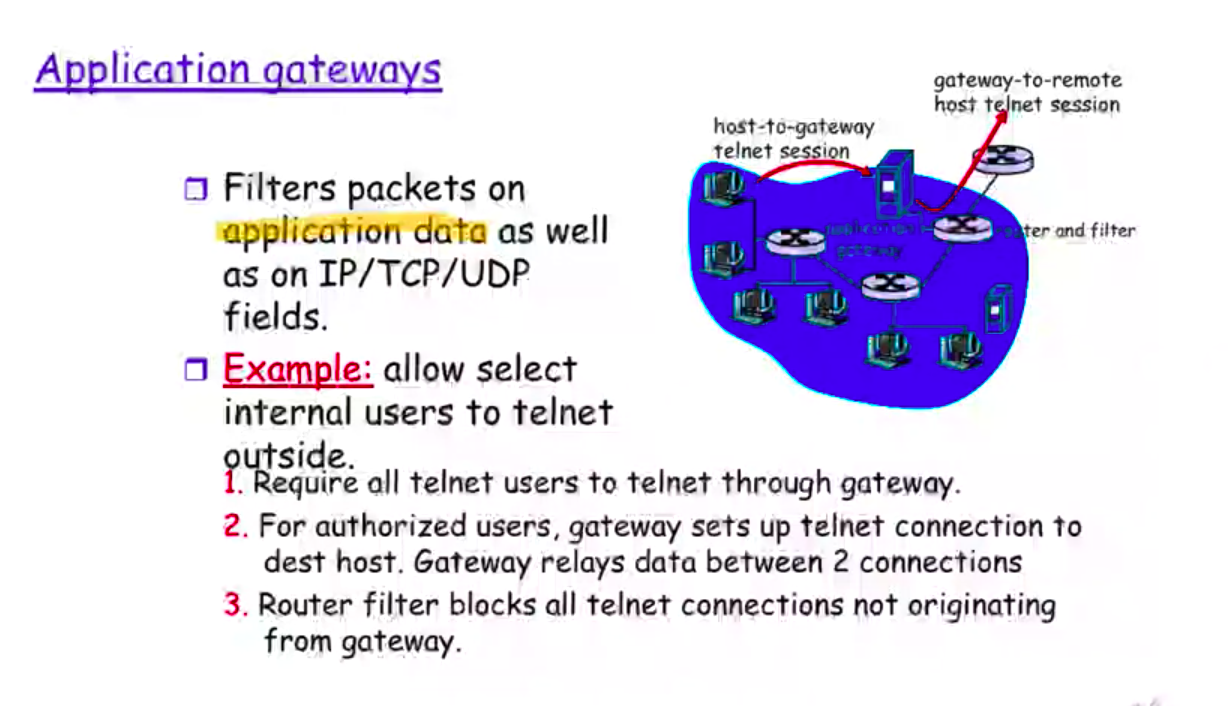 Application gateways
Filters packets on
application data as well
as on IP/TCP/UDP
fields.
Example: allow select
internal users to telnet
outside.
1. Require all telnet users to telnet through gateway.
2. For authorized users, gateway sets up telnet connection to
dest host. Gateway relays data between 2 connections
3. Router filter blocks all telnet connections not originating
from gateway.
host-to-gateway
telnet session
gateway-to-remote
host telnet session
application
gateway
router and filter